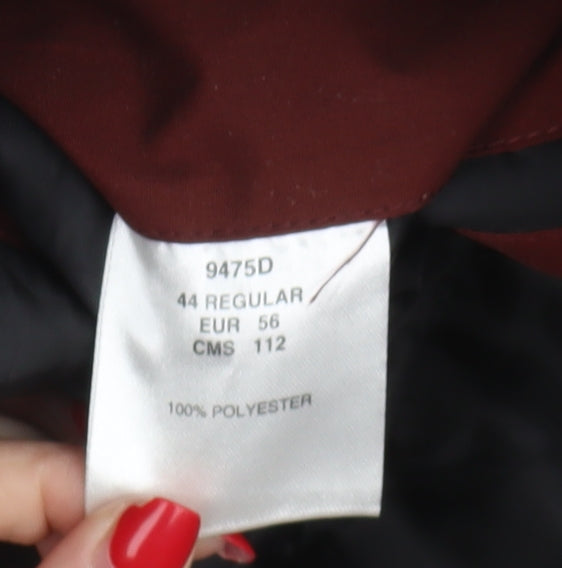 9475D
44 REGULAR
EUR 56
CMS 112
100% POLYESTER